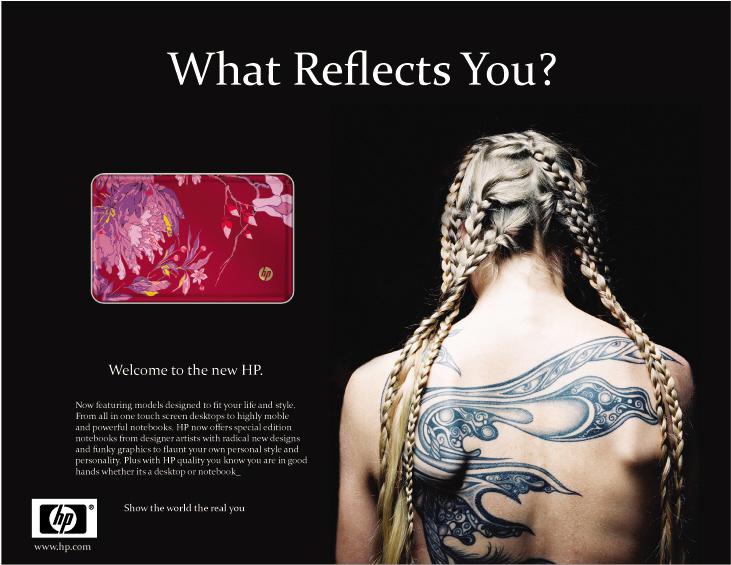 What Reflects You?
hp
Welcome to the new HP.
Now featuring models designed to fit your life and style.
From all in one touch screen desktops to highly moble
and powerful notebooks. HP now offers special edition
notebooks from designer artists with radical new designs
and funky graphics to flaunt your own personal style and
personality. Plus with HP quality you know you are in good
hands whether its a desktop or notebook_
hp®
Show the world the real you
www.hp.com